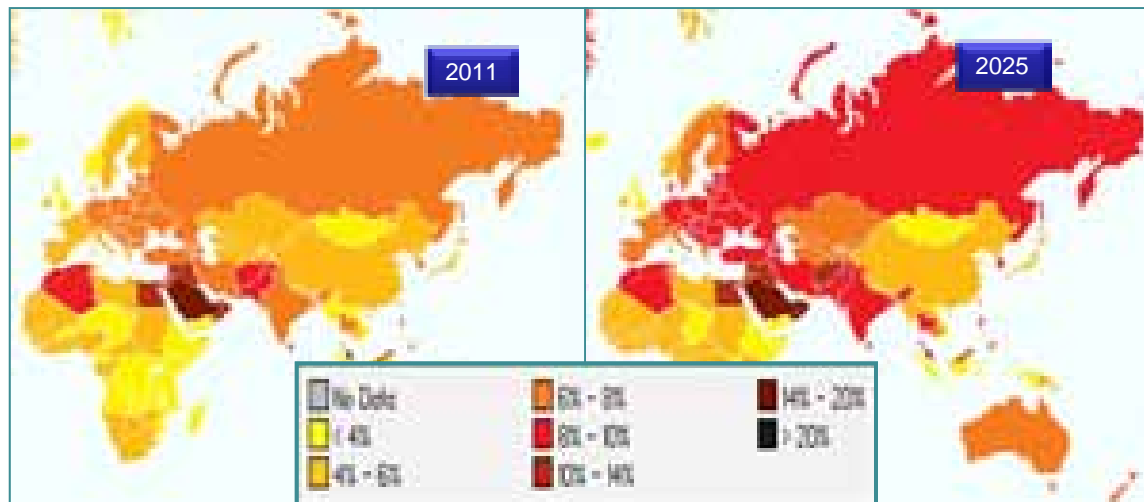 2011
2025
No Data
< 4%
4% - 6%
6% - 8%
8% - 10%
10% - 14%
14% - 20%
> 20%